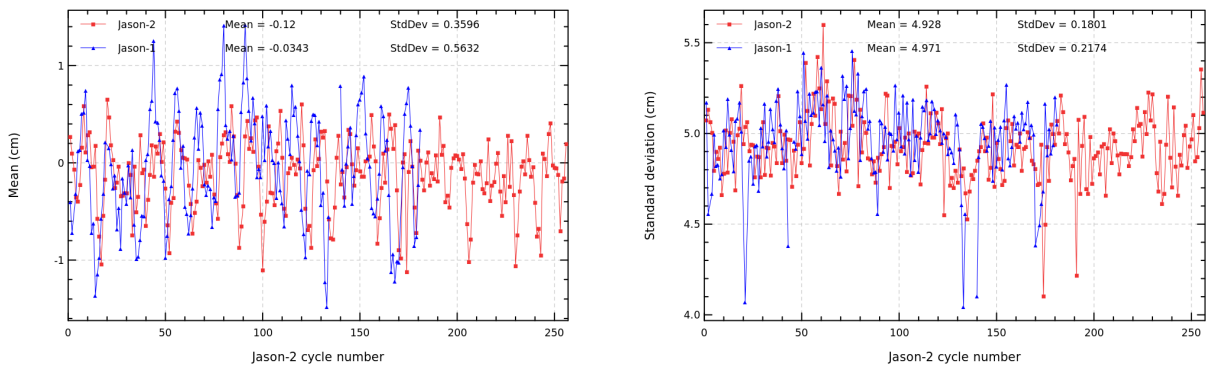 Jason-2 Mean = -0.12 StdDev = 0.3596
Jason-1 Mean = -0.0343 StdDev = 0.5632
1
0
-1
Mean (cm)
0 50 100 150 200 250
Jason-2 cycle number
Jason-2 Mean = 4.928 StdDev = 0.1801
Jason-1 Mean = 4.971 StdDev = 0.2174
5.5
5.0
4.5
4.0
Standard deviation (cm)
0 50 100 150 200 250
Jason-2 cycle number